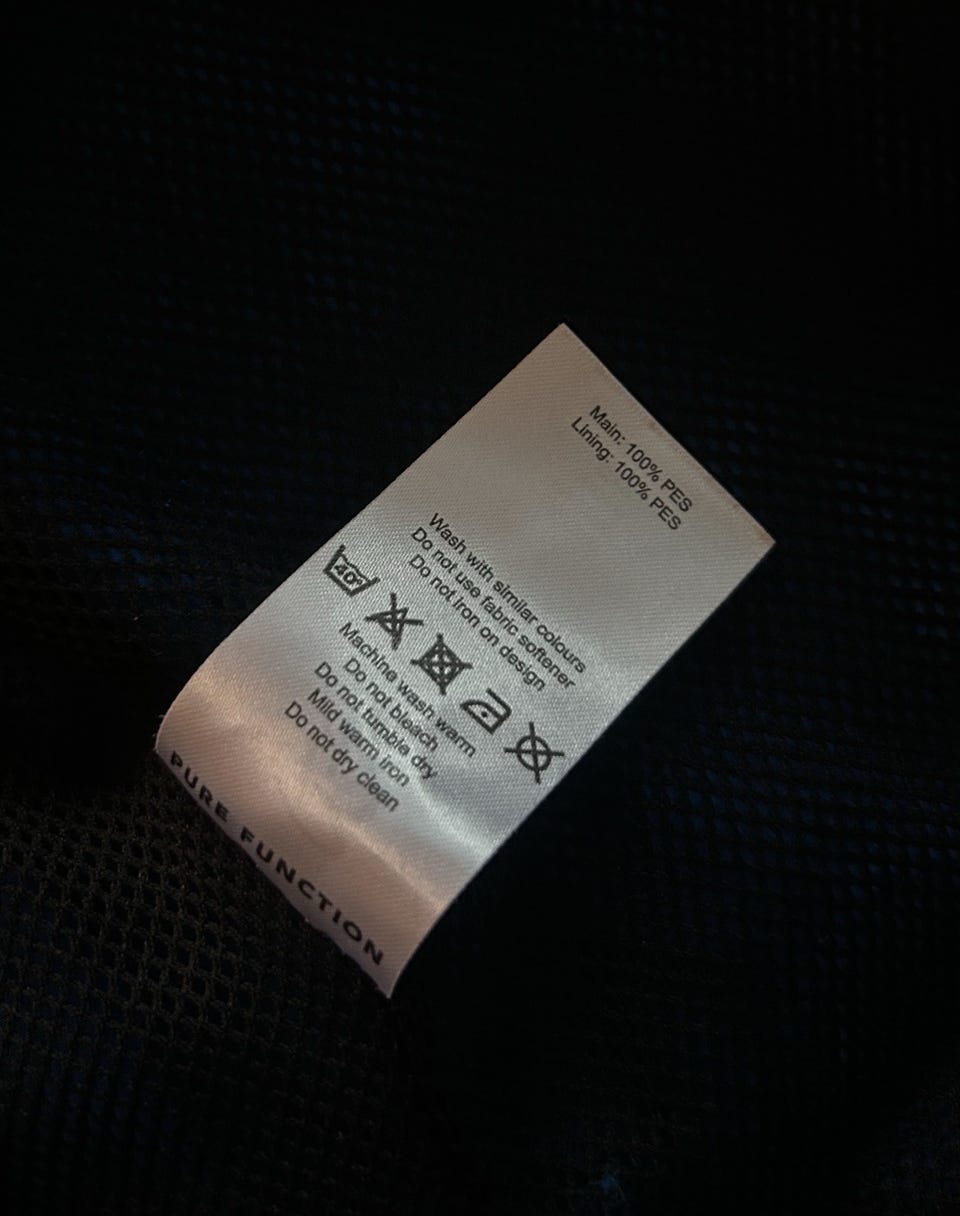 Main: 100% PES
Lining: 100% PES
Wash with similar colours
Do not use fabric softener
Do not iron on design
40
Machine wash warm
Do not bleach
Do not tumble dry
Mild warm iron
Do not dry clean
PURE FUNCTION